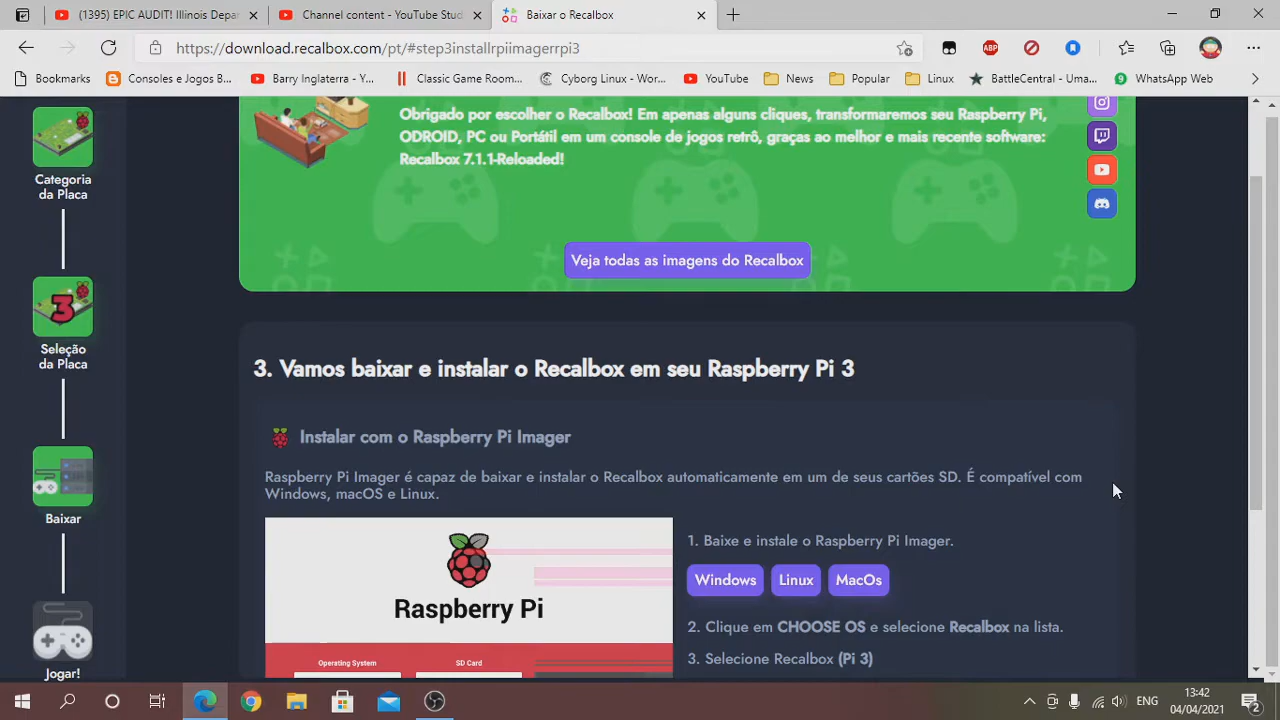 (1395) EPIC AUDIT! Illinois Depar
(1395) YouTube
Baixar o Recalbox
https://download.recalbox.com/pt/#step3installrpiimagerrpi3
ABP
Bookmarks
Consoles e Jogos B...
Barry Inglaterra - Y...
Classic Game Room...
Cyborg Linux - Wor...
YouTube
News
Popular
Linux
BattleCentral - Uma...
WhatsApp Web
Obrigado por escolher o Recalbox! Em apenas alguns cliques, transformaremos seu Raspberry Pi,
ODROID, PC ou Portátil em um console de jogos retrô, graças ao melhor e mais recente software:
Recalbox 7.1.1-Reloaded!
Veja todas as imagens do Recalbox
Categoria
da Placa
3
Seleção
da Placa
Baixar
Jogar!
3. Vamos baixar e instalar o Recalbox em seu Raspberry Pi 3
Instalar com o Raspberry Pi Imager
Raspberry Pi Imager é capaz de baixar e instalar o Recalbox automaticamente em um de seus cartões SD. É compatível com
Windows, macOS e Linux.
Raspberry Pi
Operating System
SD Card
1. Baixe e instale o Raspberry Pi Imager.
Windows
Linux
MacOs
2. Clique em CHOOSE OS e selecione Recalbox na lista.
3. Selecione Recalbox (Pi 3)
ENG
13:42
04/04/2021
2